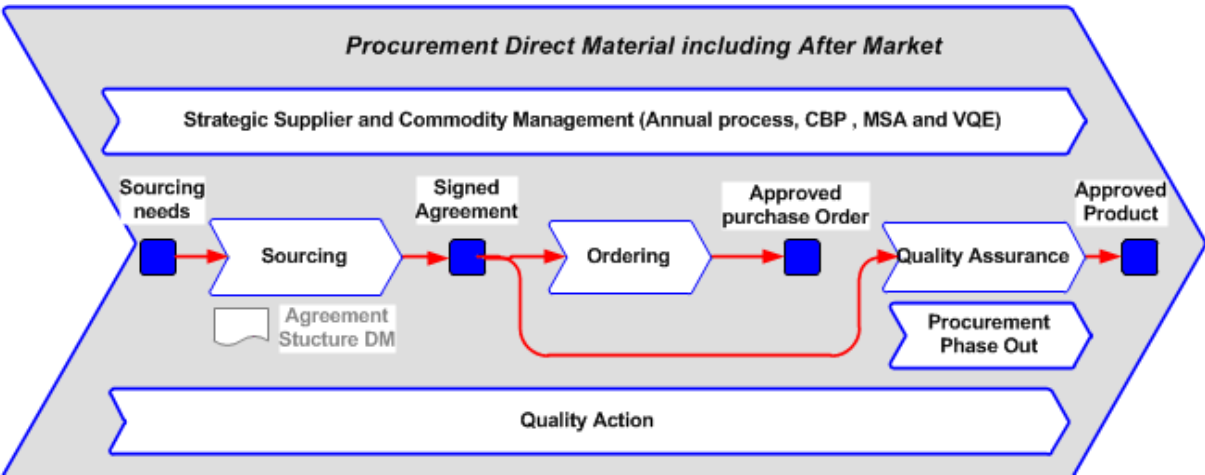 Procurement Direct Material including After Market
Strategic Supplier and Commodity Management (Annual process, CBP , MSA and VQE)
Sourcing
needs
Signed
Agreement
Approved
purchase Order
Approved
Product
Sourcing
Ordering
Quality Assurance
Agreement
Stucture DM
Procurement
Phase Out
Quality Action